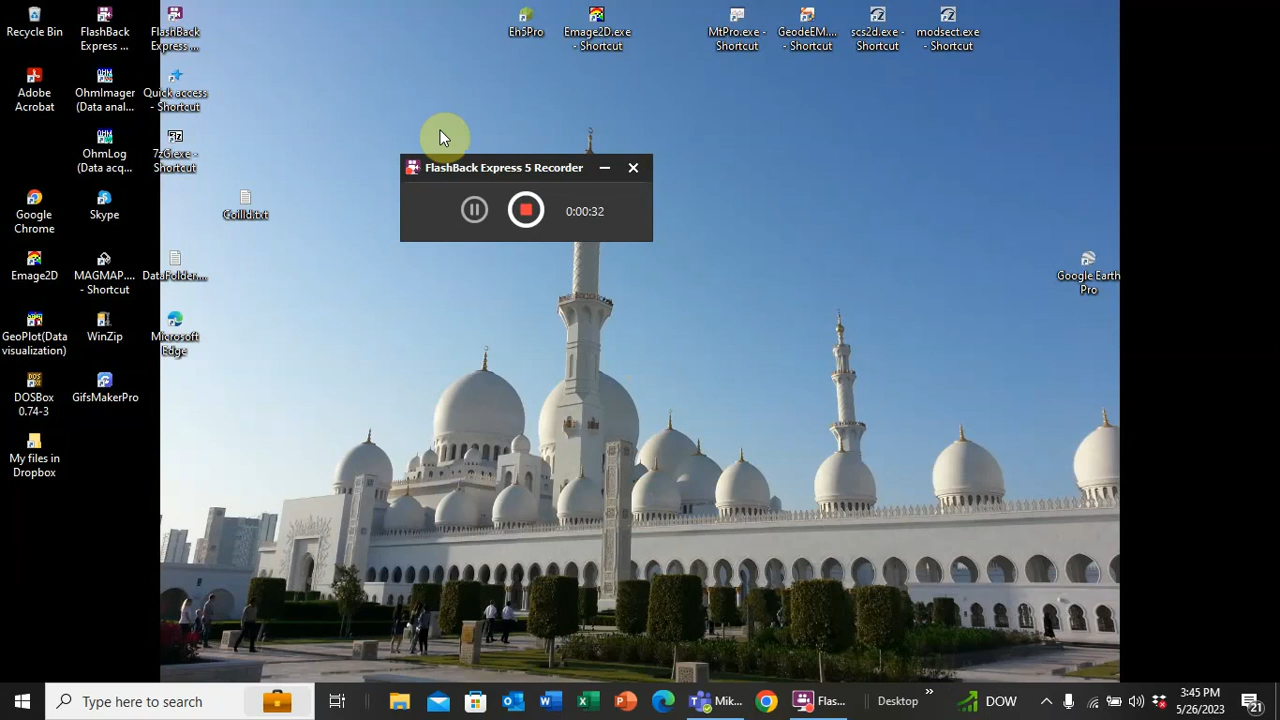 Recycle Bin
FlashBack
Express ...
FlashBack
Express ...
Eh5Pro
Emage2D.exe
- Shortcut
MtPro.exe -
Shortcut
GeodeEM....
- Shortcut
scs2d.exe -
Shortcut
modsect.exe
- Shortcut
Adobe
Acrobat
OhmImager
(Data anal...
Quick access
- Shortcut
OhmLog
(Data acq...
7zG.exe -
Shortcut
FlashBack Express 5 Recorder
0:00:32
Google
Chrome
Skype
CoilId.txt
Emage2D
MAGMAP....
- Shortcut
DataFolder....
Google Earth
Pro
GeoPlot(Data
visualization)
WinZip
Microsoft
Edge
DOSBox
0.74-3
GifsMakerPro
My files in
Dropbox
Type here to search
Mik...
Flas...
Desktop
»
DOW
3:45 PM
5/26/2023
21